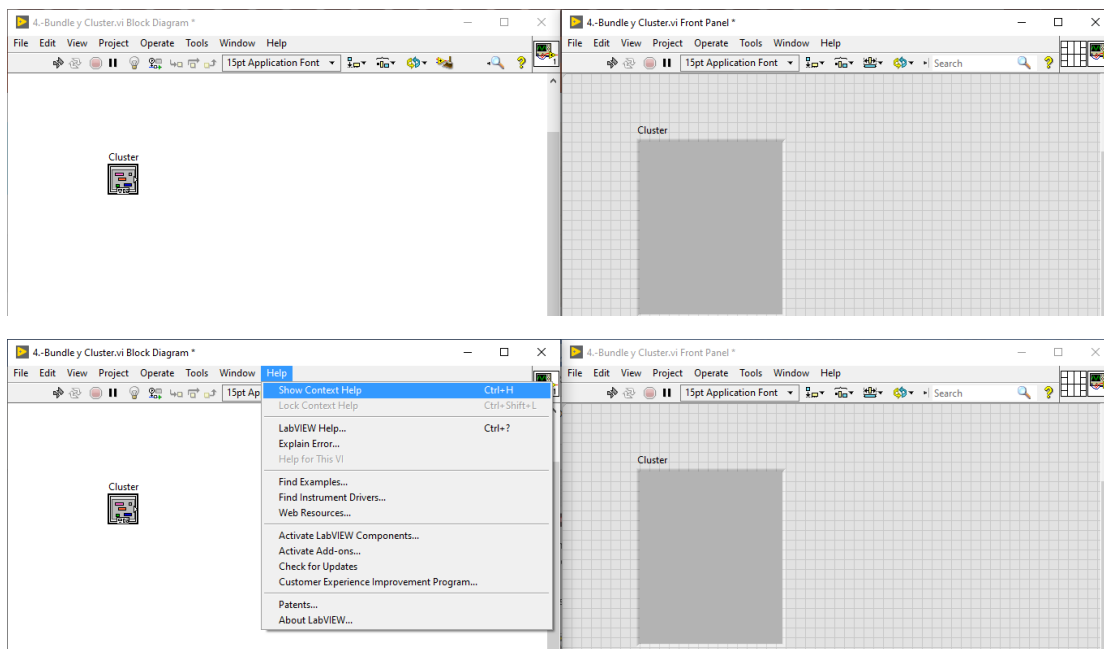 4.-Bundle y Cluster.vi Block Diagram *
File Edit View Project Operate Tools Window Help
15pt Application Font
1
Cluster
4.-Bundle y Cluster.vi Front Panel *
File Edit View Project Operate Tools Window Help
15pt Application Font
Search
Cluster
4.-Bundle y Cluster.vi Block Diagram *
File Edit View Project Operate Tools Window Help
15pt Ap
Show Context Help Ctrl+H
Lock Context Help Ctrl+Shift+L
LabVIEW Help... Ctrl+?
Explain Error...
Help for This VI
Find Examples...
Find Instrument Drivers...
Web Resources...
Activate LabVIEW Components...
Activate Add-ons...
Check for Updates
Customer Experience Improvement Program...
Patents...
About LabVIEW...
Cluster
4.-Bundle y Cluster.vi Front Panel *
File Edit View Project Operate Tools Window Help
15pt Application Font
Search
Cluster